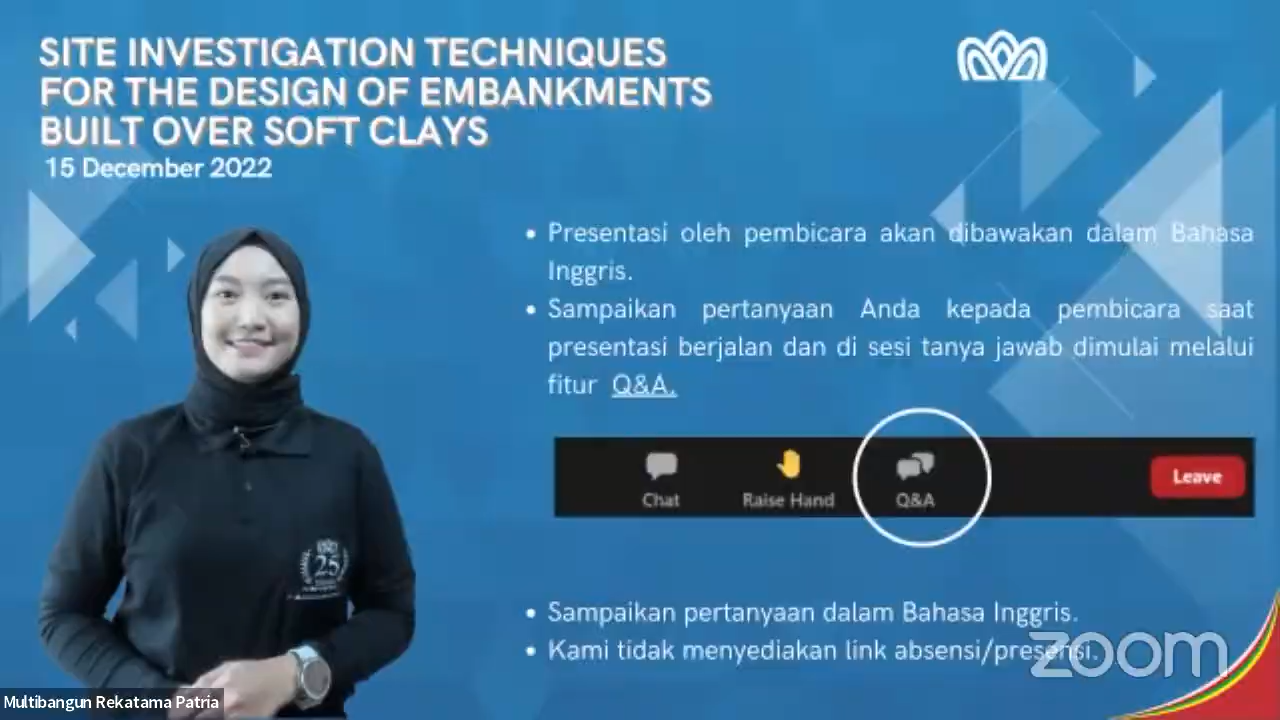 SITE INVESTIGATION TECHNIQUES
FOR THE DESIGN OF EMBANKMENTS
BUILT OVER SOFT CLAYS
15 December 2022
• Presentasi oleh pembicara akan dibawakan dalam Bahasa
Inggris.
• Sampaikan pertanyaan Anda kepada pembicara saat
presentasi berjalan dan di sesi tanya jawab dimulai melalui
fitur Q&A.
Chat
Raise Hand
Q&A
Leave
25
• Sampaikan pertanyaan dalam Bahasa Inggris.
• Kami tidak menyediakan link absensi/presensi.
zoom
Multibangun Rekatama Patria